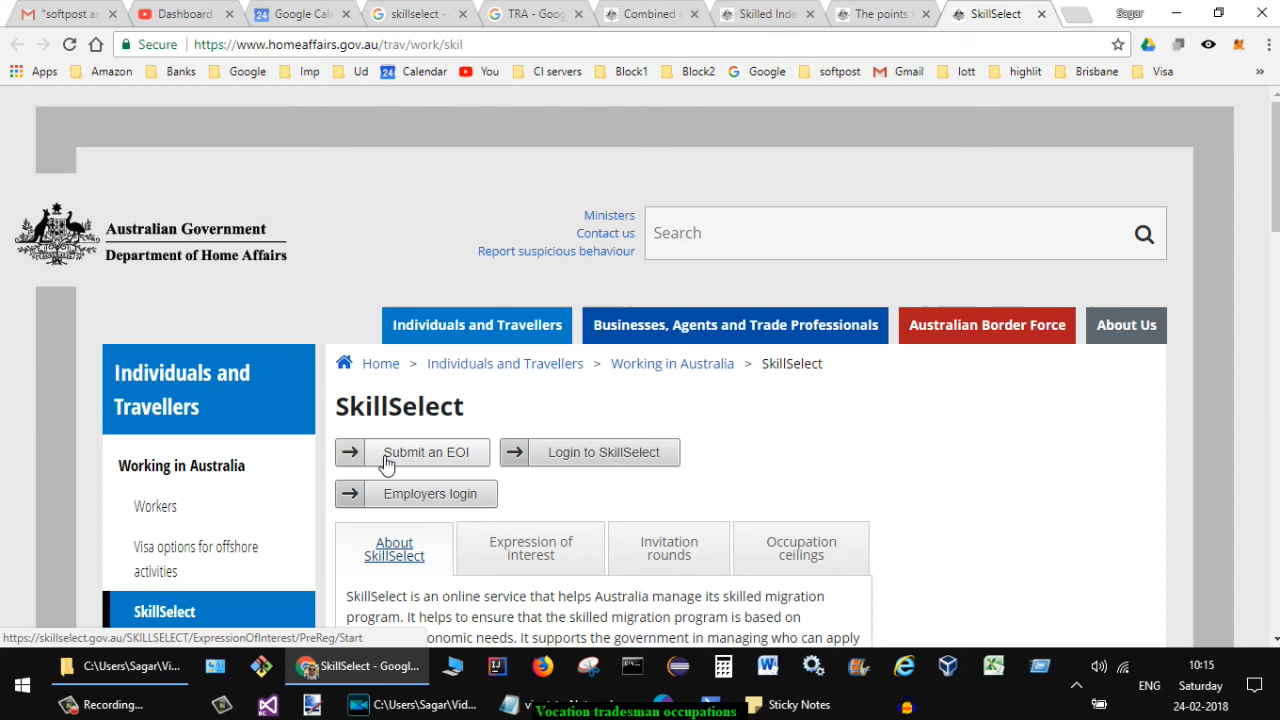 "softpost and
Dashboard
24 Google Cal
skillselect -
TRA - Goog
Combined c
Skilled Inde
The points
SkillSelect
Sagar
Secure https://www.homeaffairs.gov.au/trav/work/skil
Apps Amazon Banks Google Imp Ud 24 Calendar You CI servers Block1 Block2 Google softpost Gmail lott highlit Brisbane Visa »
Australian Government
Department of Home Affairs
Ministers
Contact us
Report suspicious behaviour
Search
Individuals and Travellers
Businesses, Agents and Trade Professionals
Australian Border Force
About Us
Individuals and
Travellers
Working in Australia
Workers
Visa options for offshore
activities
SkillSelect
Home > Individuals and Travellers > Working in Australia > SkillSelect
SkillSelect
Submit an EOI
Login to SkillSelect
Employers login
About
SkillSelect
Expression of
interest
Invitation
rounds
Occupation
ceilings
SkillSelect is an online service that helps Australia manage its skilled migration
program. It helps to ensure that the skilled migration program is based on
onomic needs. It supports the government in managing who can apply
https://skillselect.gov.au/SKILLSELECT/ExpressionOfInterest/PreReg/Start
C:\Users\Sagar\Vi...
SkillSelect - Googl...
10:15
ENG
Saturday
24-02-2018
Recording...
C:\Users\Sagar\Vid...
Sticky Notes
Vocation tradesman occupations